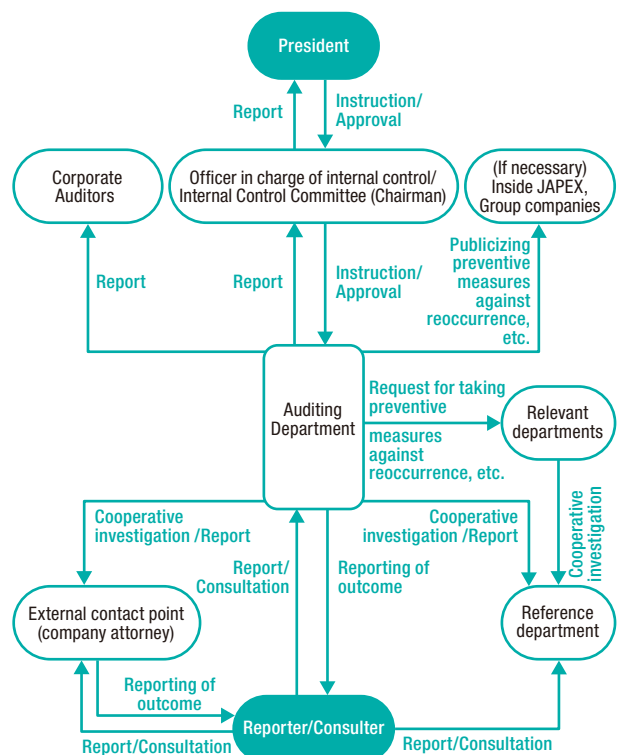 President
Report
Instruction/
Approval
Corporate
Auditors
Officer in charge of internal control/
Internal Control Committee (Chairman)
(If necessary)
Inside JAPEX,
Group companies
Report
Report
Instruction/
Approval
Publicizing
preventive
measures
against
reoccurrence,
etc.
Auditing
Department
Request for taking
preventive
measures
against
reoccurrence, etc.
Relevant
departments
Cooperative
investigation /Report
Report/
Consultation
Reporting of
outcome
Cooperative
investigation /Report
Cooperative
investigation
External contact point
(company attorney)
Reference
department
Reporting of
outcome
Reporter/Consulter
Report/Consultation
Report/Consultation